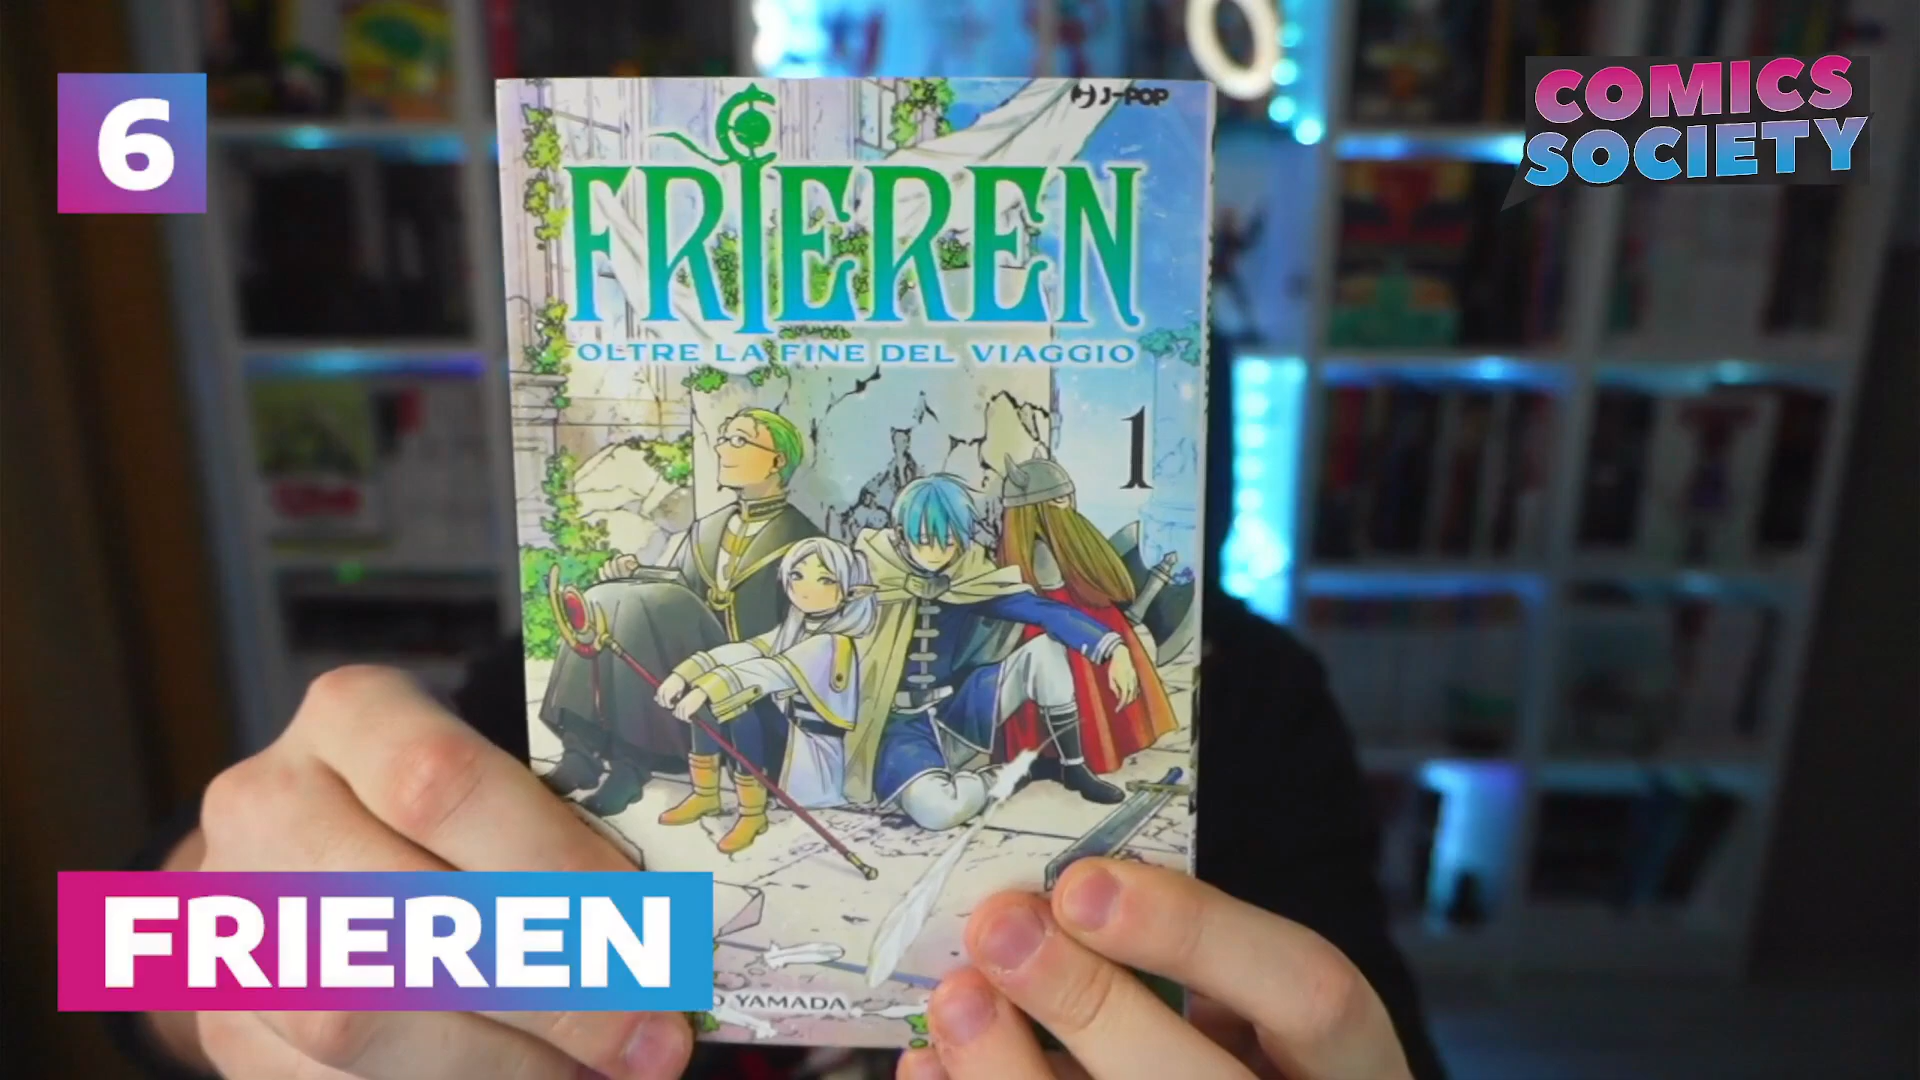 6
COMICS
SOCIETY
J-POP
FRIEREN
OLTRE LA FINE DEL VIAGGIO
1
FRIEREN
YAMADA